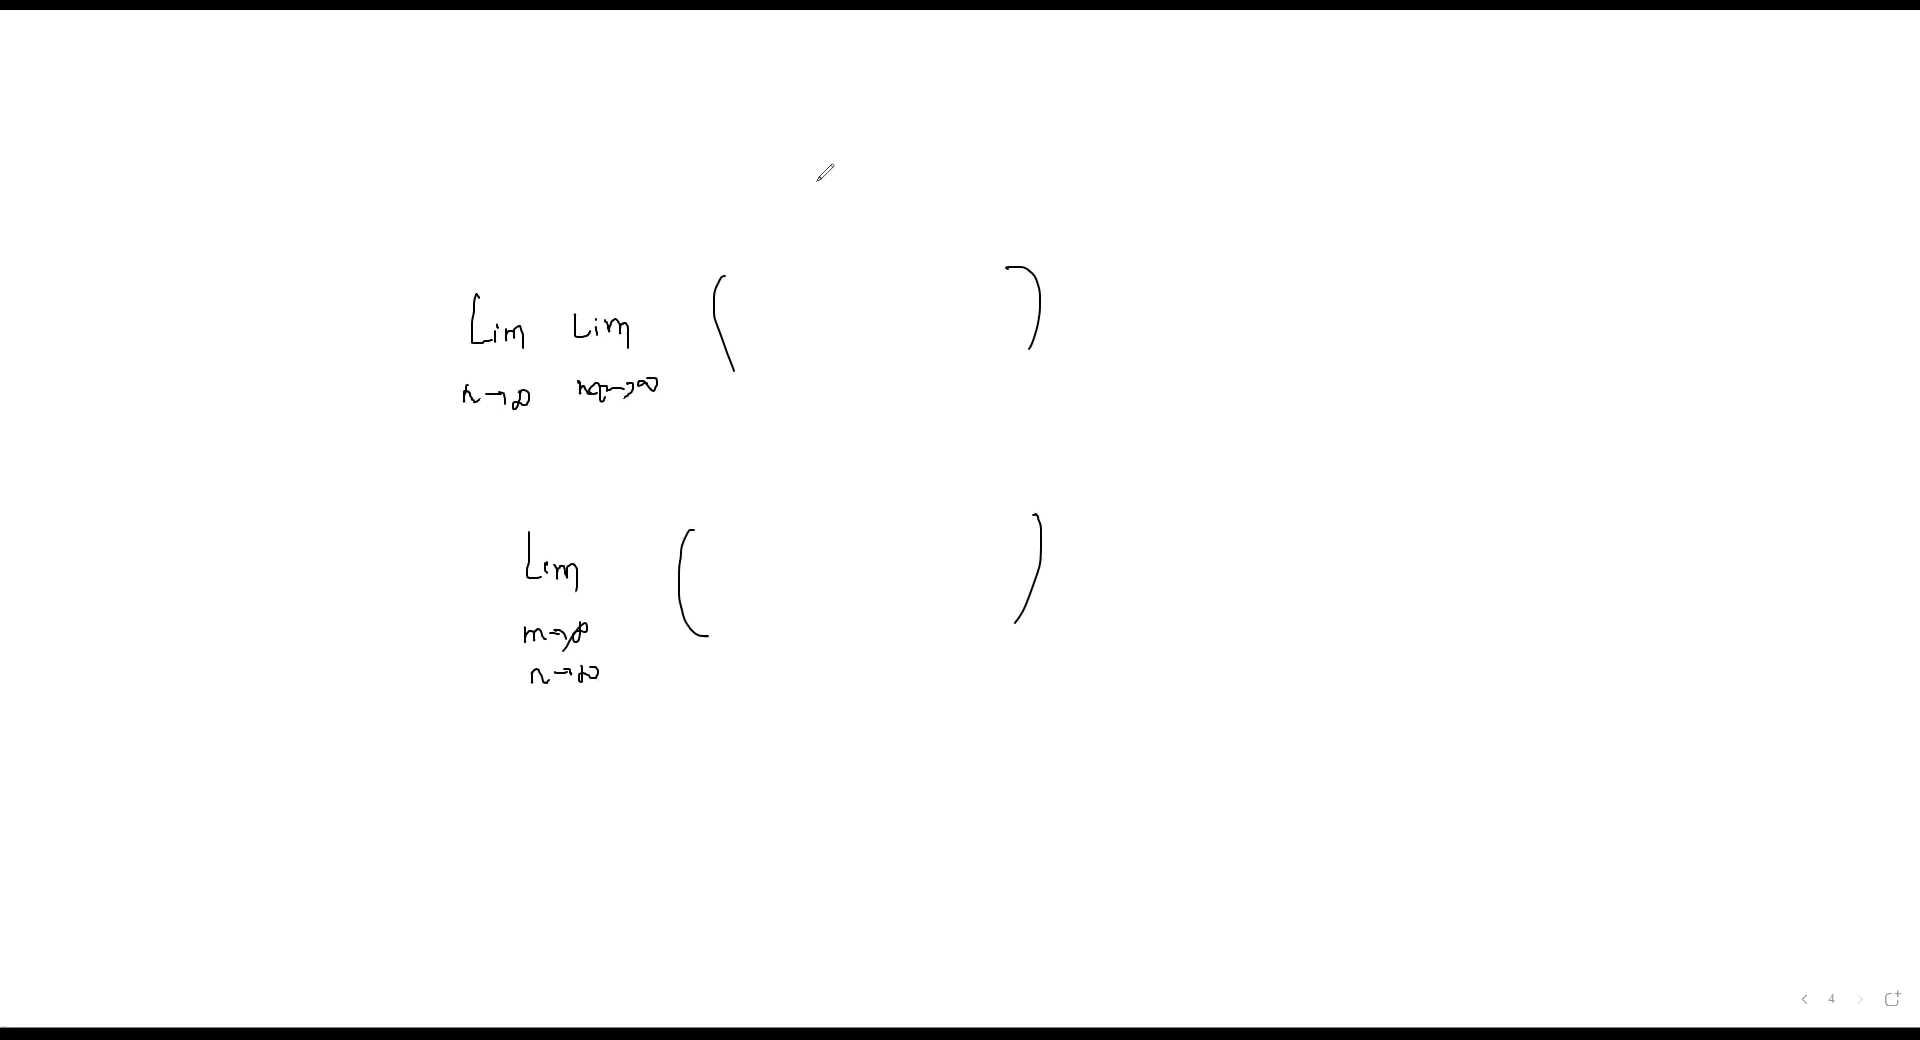 Lim Lim ( )
n→∞ m→∞
Lim ( )
m→∞
n→∞
4